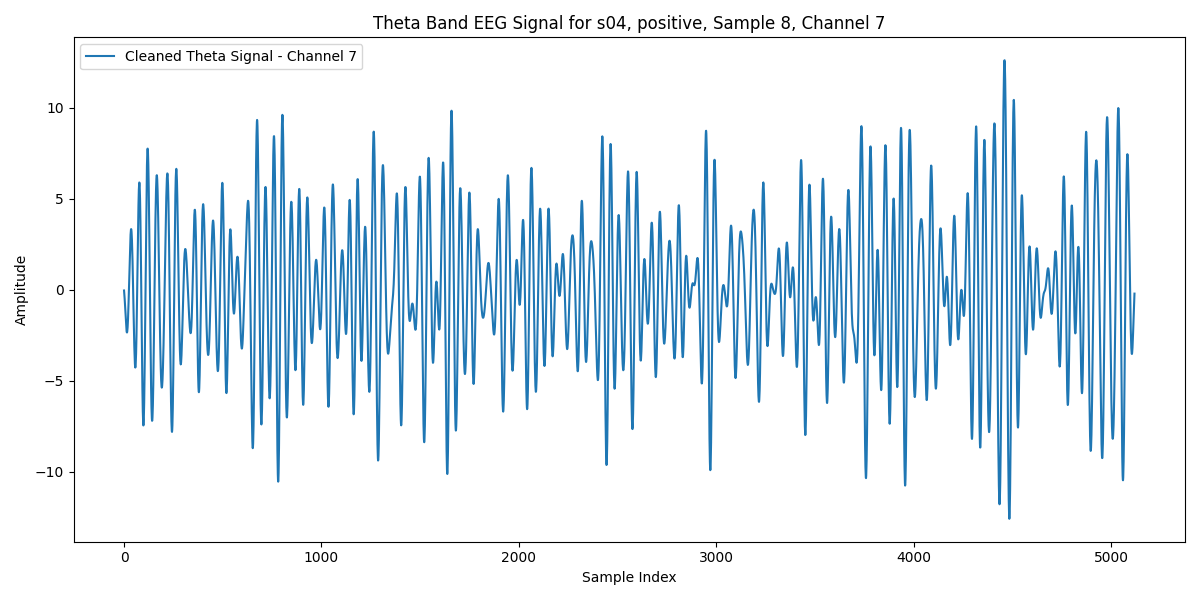 Theta Band EEG Signal for s04, positive, Sample 8, Channel 7
Cleaned Theta Signal - Channel 7
Amplitude
10
5
0
−5
−10
0 1000 2000 3000 4000 5000
Sample Index